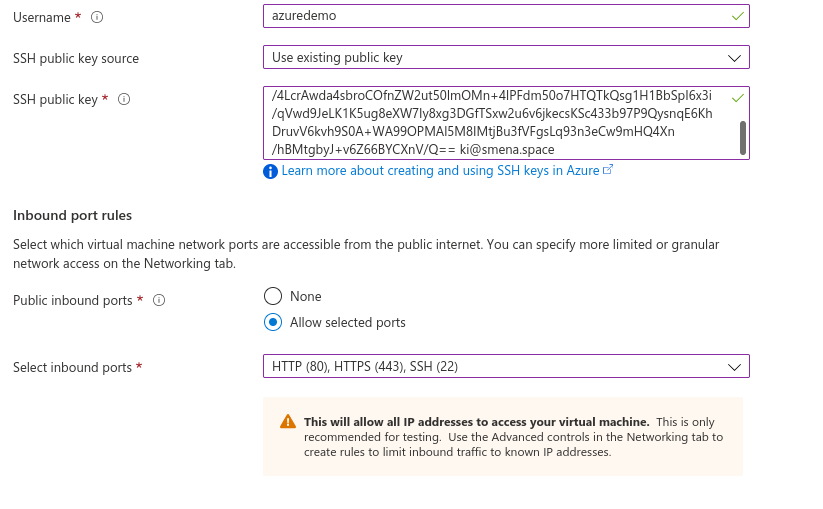 Username *
azuredemo
SSH public key source
Use existing public key
SSH public key *
/4LcrAwda4sbroCOfnZW2ut50lmOMn+4lPFdm50o7HTQTkQsg1H1BbSpI6x3i
/qVwd9JeLK1K5ug8eXW7ly8xg3DGfTSxw2u6v6jkecsKSc433b97P9QysnqE6Kh
DruvV6kvh9S0A+WA99OPMAI5M8IMtjBu3fVFgsLq93n3eCw9mHQ4Xn
/hBMtgbyJ+v6Z66BYCXnV/Q== ki@smena.space
Learn more about creating and using SSH keys in Azure
Inbound port rules
Select which virtual machine network ports are accessible from the public internet. You can specify more limited or granular
network access on the Networking tab.
Public inbound ports *
None
Allow selected ports
Select inbound ports *
HTTP (80), HTTPS (443), SSH (22)
This will allow all IP addresses to access your virtual machine. This is only
recommended for testing. Use the Advanced controls in the Networking tab to
create rules to limit inbound traffic to known IP addresses.